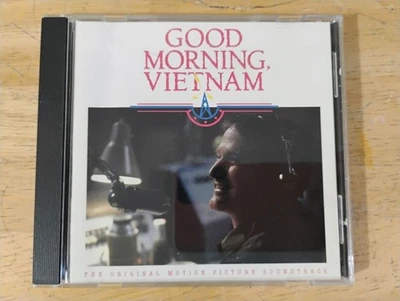 GOOD
MORNING,
VIETNAM
THE ORIGINAL MOTION PICTURE SOUNDTRACK